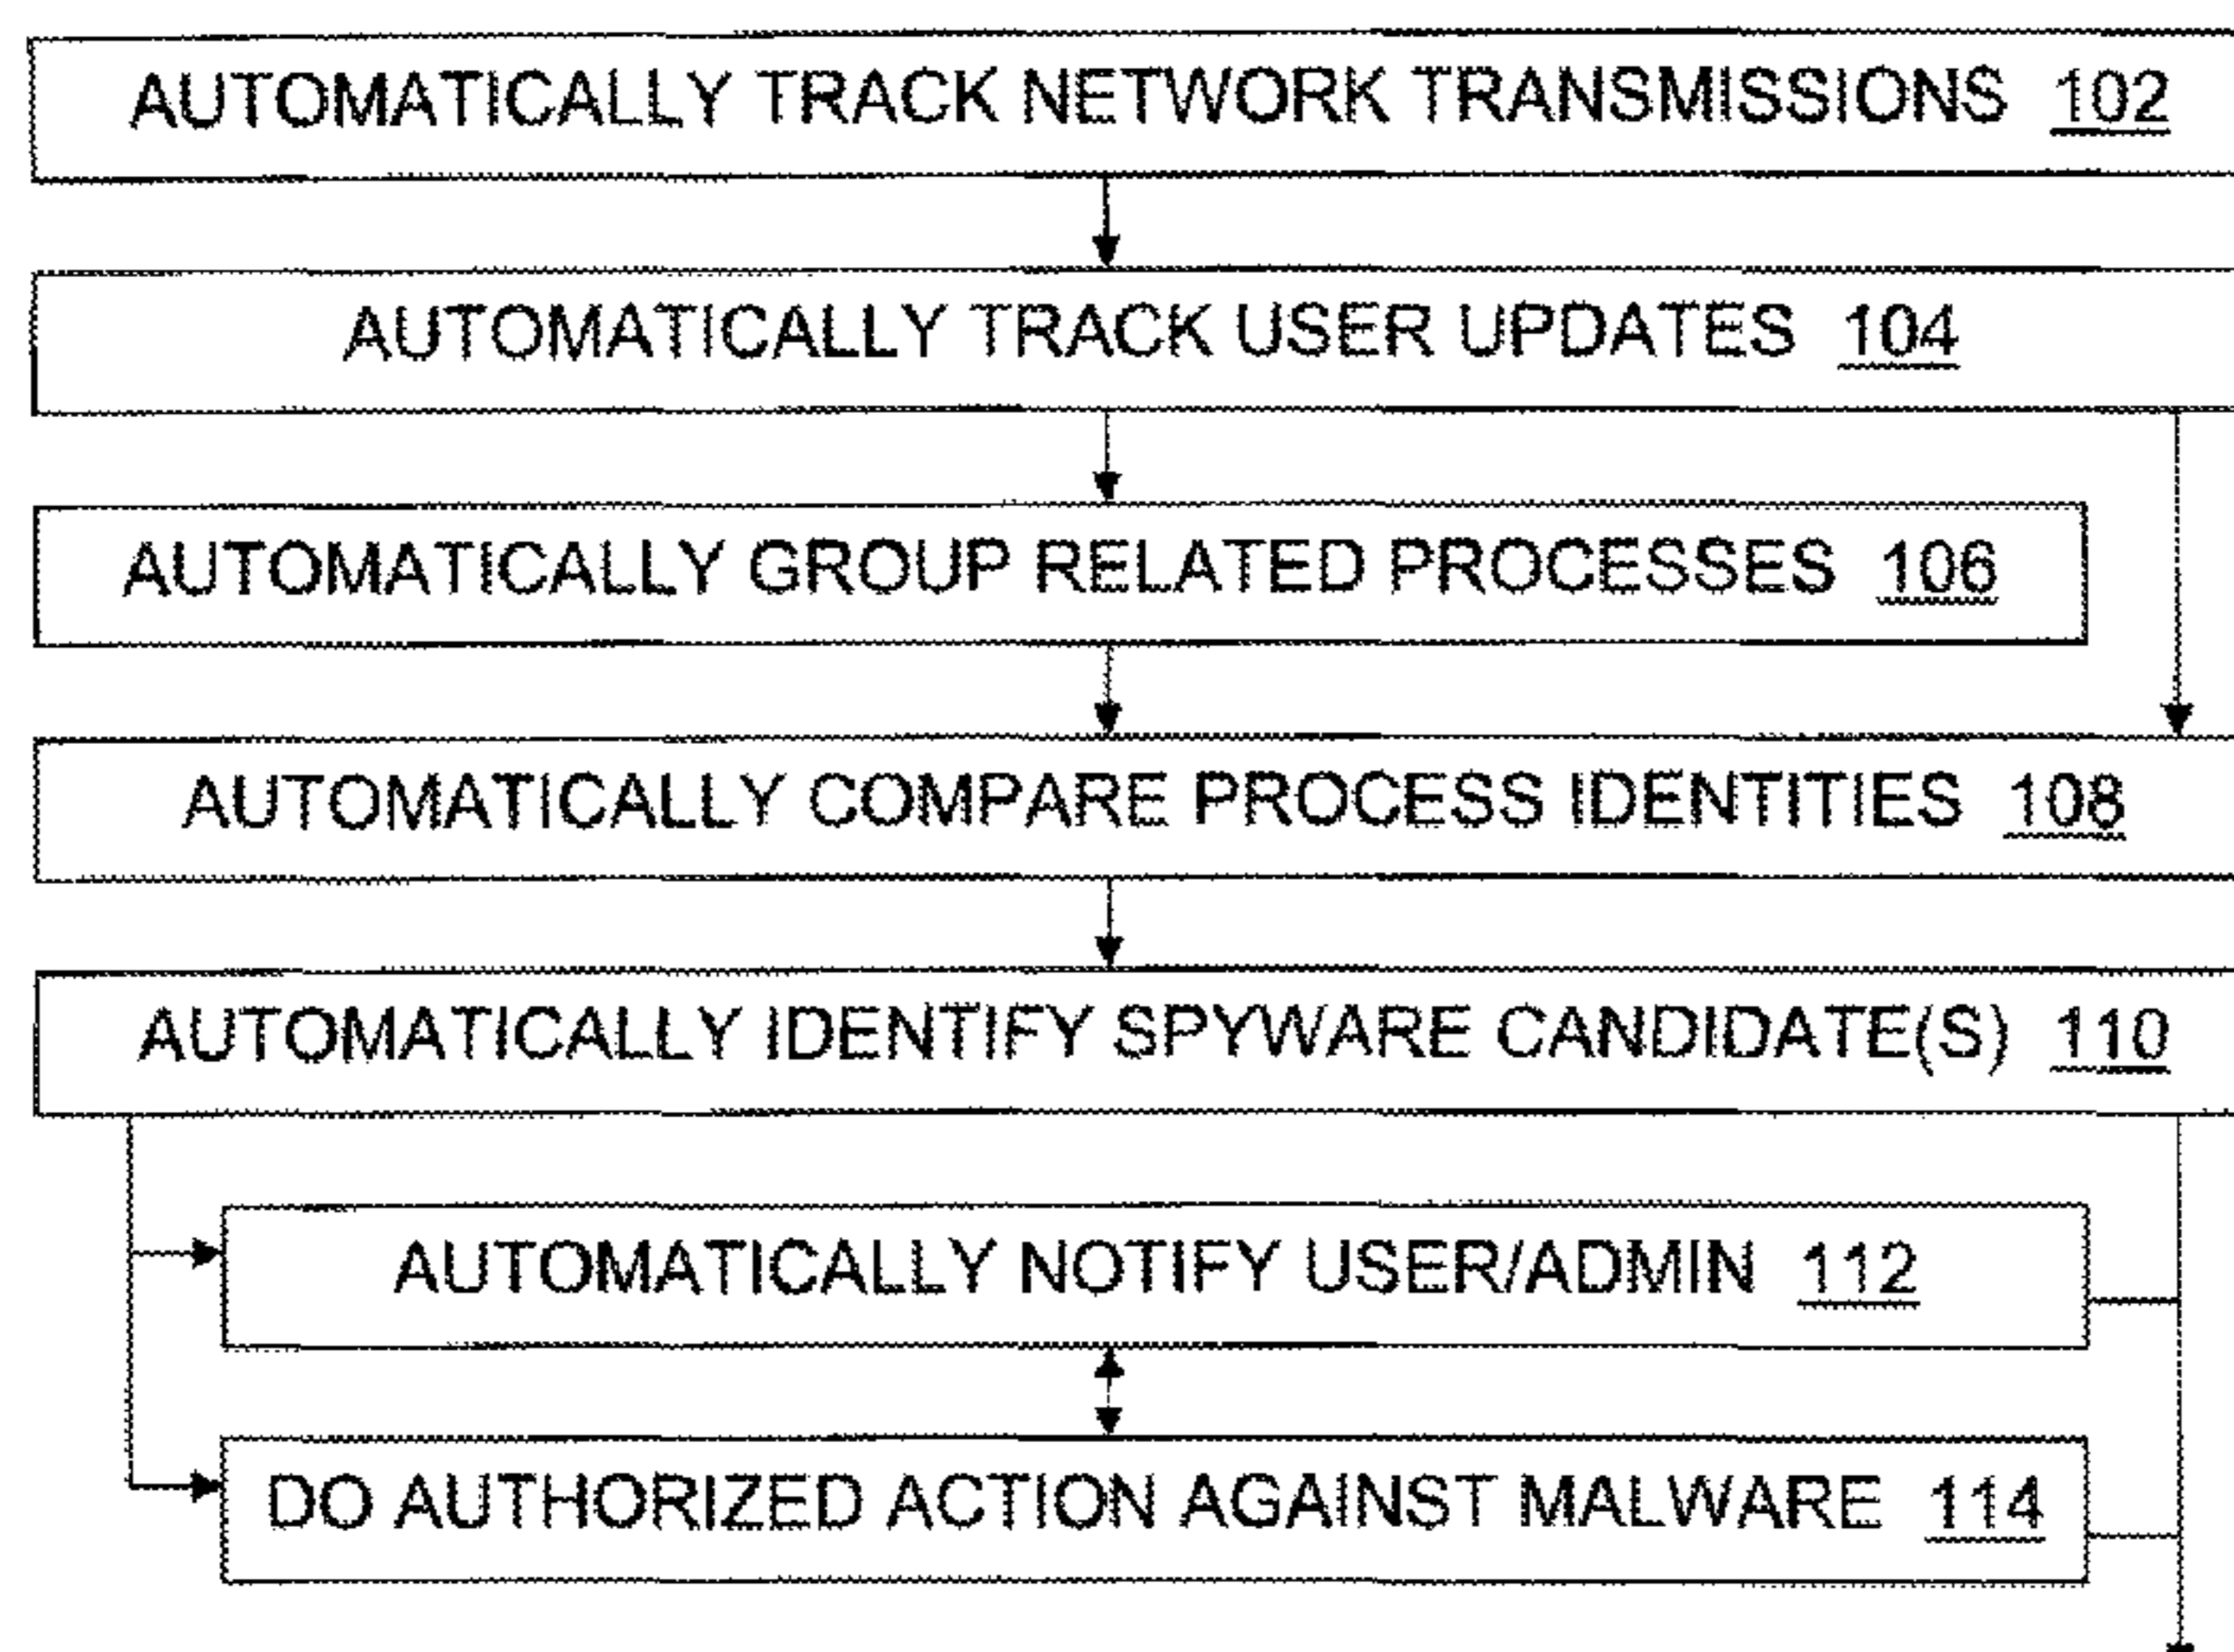 AUTOMATICALLY TRACK NETWORK TRANSMISSIONS 102
AUTOMATICALLY TRACK USER UPDATES 104
AUTOMATICALLY GROUP RELATED PROCESSES 106
AUTOMATICALLY COMPARE PROCESS IDENTITIES 108
AUTOMATICALLY IDENTIFY SPYWARE CANDIDATE(S) 110
AUTOMATICALLY NOTIFY USER/ADMIN 112
DO AUTHORIZED ACTION AGAINST MALWARE 114